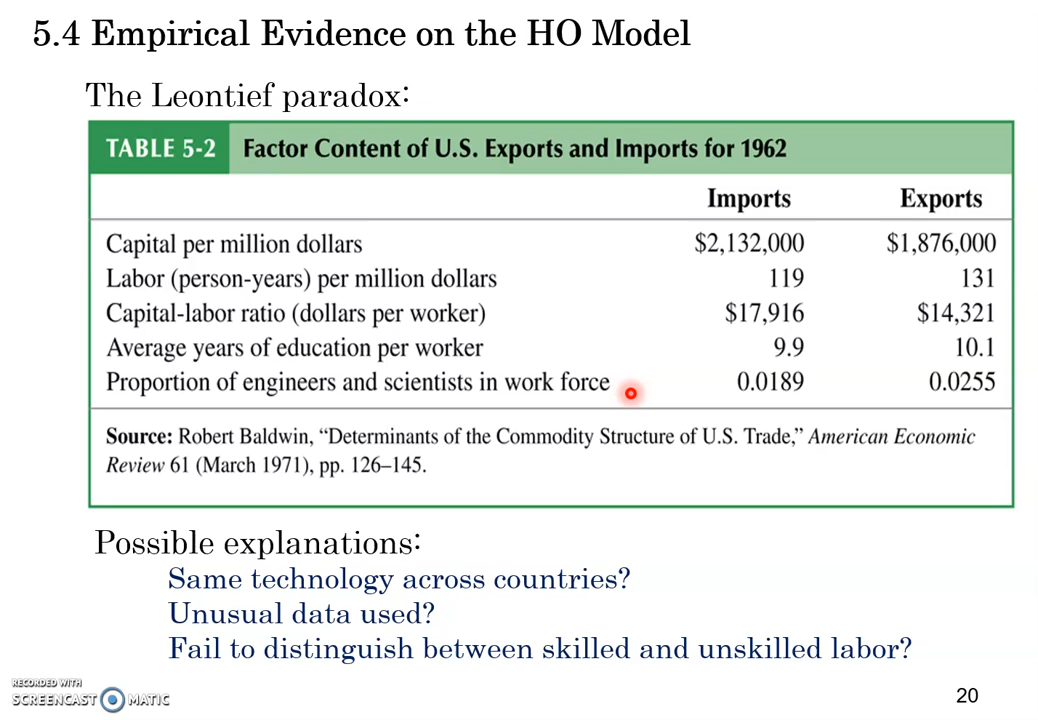 5.4 Empirical Evidence on the HO Model
The Leontief paradox:
TABLE 5-2 Factor Content of U.S. Exports and Imports for 1962
Imports Exports
Capital per million dollars $2,132,000 $1,876,000
Labor (person-years) per million dollars 119 131
Capital-labor ratio (dollars per worker) $17,916 $14,321
Average years of education per worker 9.9 10.1
Proportion of engineers and scientists in work force 0.0189 0.0255
Source: Robert Baldwin, “Determinants of the Commodity Structure of U.S. Trade,” American Economic
Review 61 (March 1971), pp. 126–145.
Possible explanations:
Same technology across countries?
Unusual data used?
Fail to distinguish between skilled and unskilled labor?
RECORDED WITH
SCREENCAST MATIC
20